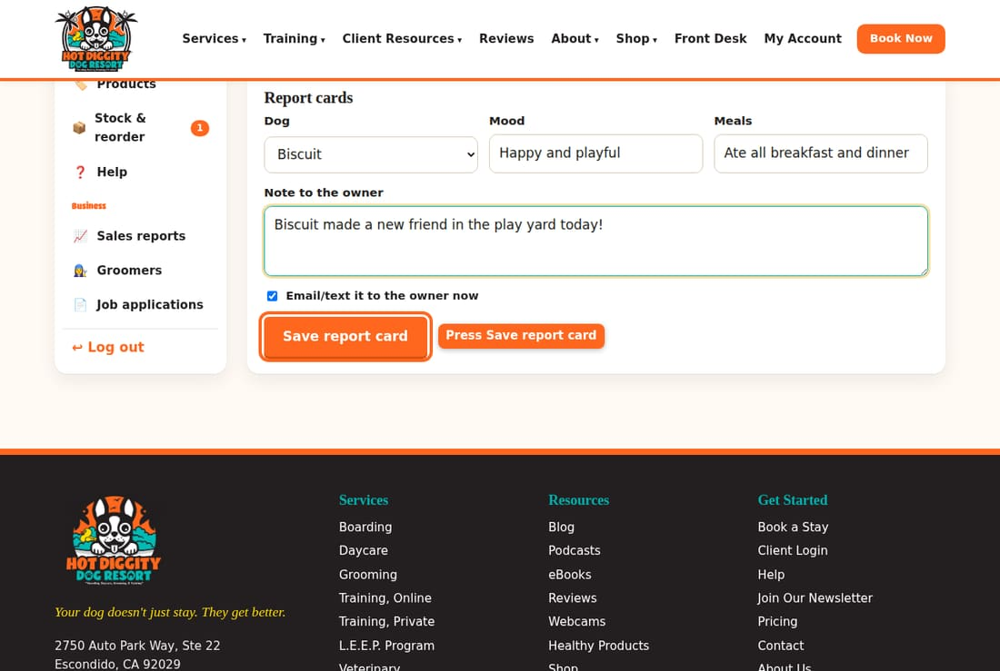 HOT DIGGITY
DOG RESORT
Services ▾
Training ▾
Client Resources ▾
Reviews
About ▾
Shop ▾
Front Desk
My Account
Book Now
Products
Stock &
reorder
1
Help
Business
Sales reports
Groomers
Job applications
↩ Log out
Report cards
Dog
Mood
Meals
Biscuit
Happy and playful
Ate all breakfast and dinner
Note to the owner
Biscuit made a new friend in the play yard today!
Email/text it to the owner now
Save report card
Press Save report card
HOT DIGGITY
DOG RESORT
Your dog doesn't just stay. They get better.
2750 Auto Park Way, Ste 22
Escondido, CA 92029
Services
Boarding
Daycare
Grooming
Training, Online
Training, Private
L.E.E.P. Program
Veterinary
Resources
Blog
Podcasts
eBooks
Reviews
Webcams
Healthy Products
Shop
Get Started
Book a Stay
Client Login
Help
Join Our Newsletter
Pricing
Contact
About Us